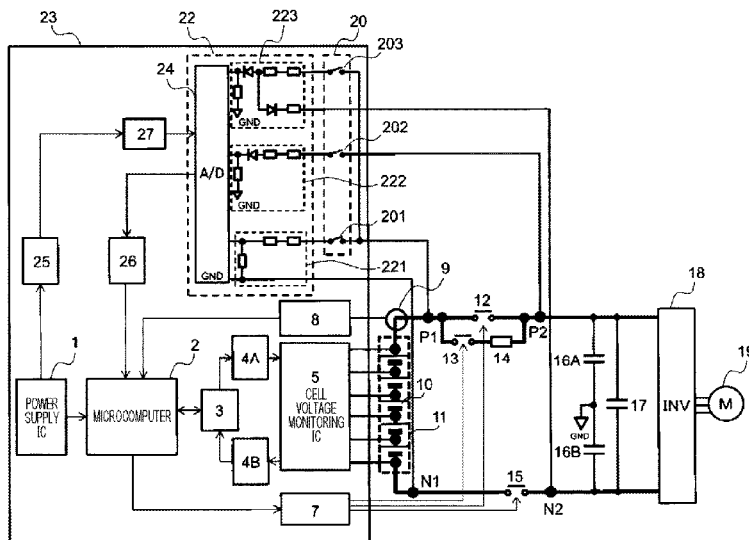 23
22
223
20
203
24
GND
27
202
A/D
GND
222
201
25
26
GND
221
9
18
12
8
P1
P2
19
1
2
4A
13
14
16A
5
CELL
VOLTAGE
MONITORING
IC
10
POWER
SUPPLY
IC
MICROCOMPUTER
3
11
GND
17
INV
M
4B
16B
15
N1
N2
7